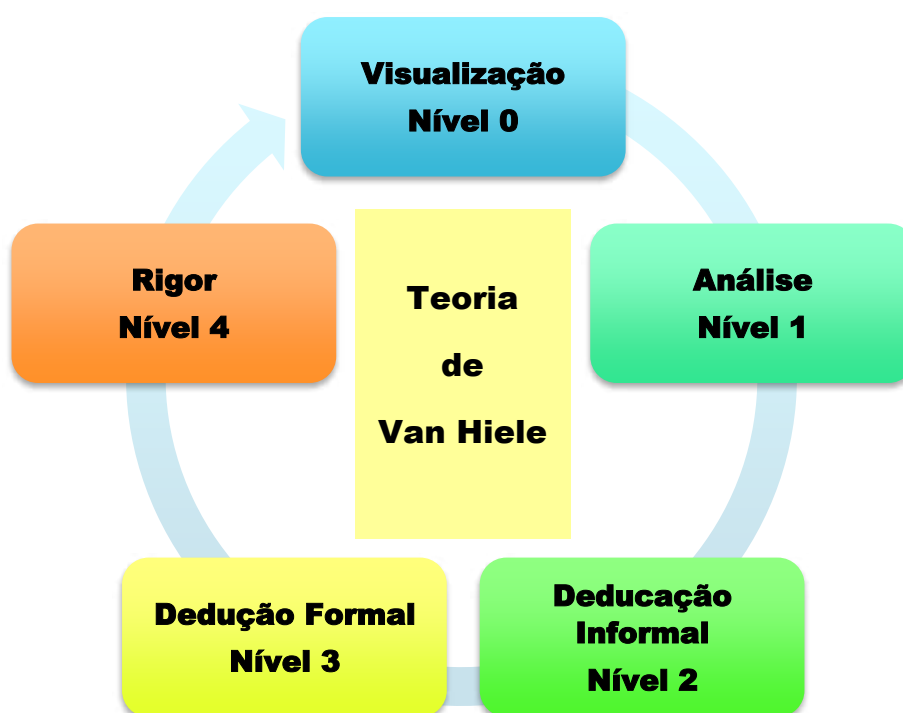 Visualização
Nível 0
Análise
Nível 1
Deducação
Informal
Nível 2
Dedução Formal
Nível 3
Rigor
Nível 4
Teoria
de
Van Hiele